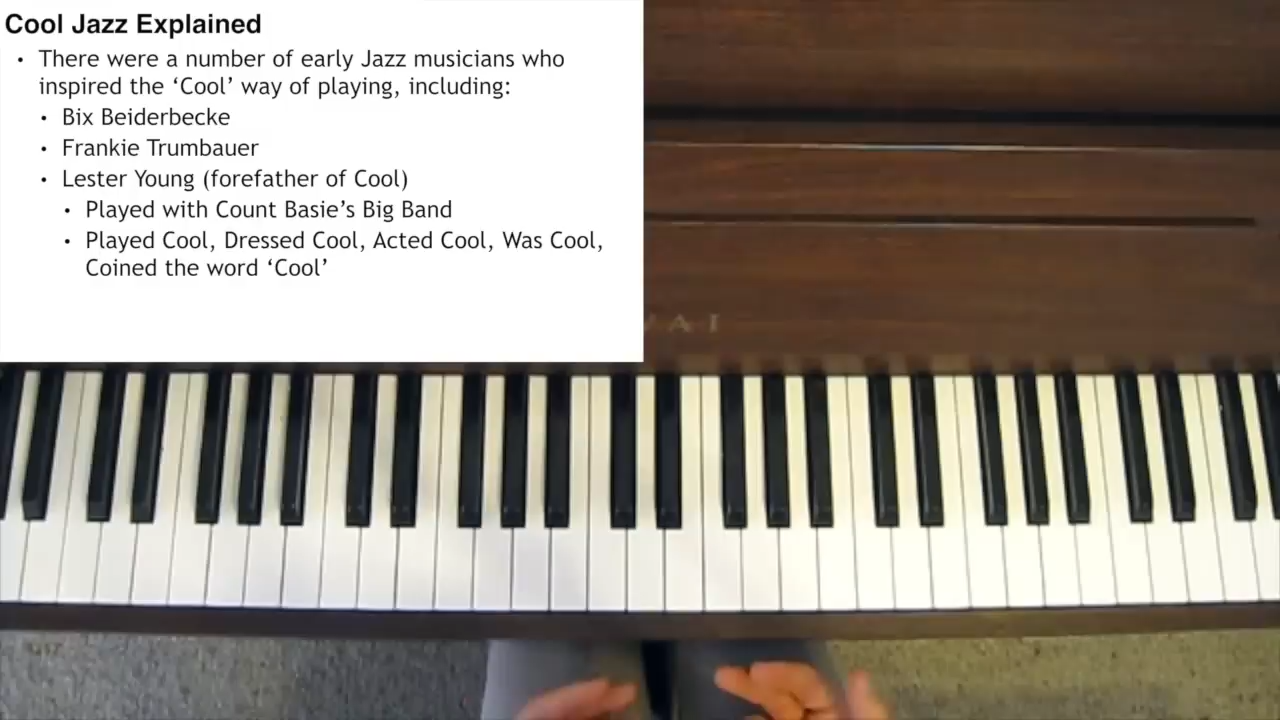 Cool Jazz Explained
• There were a number of early Jazz musicians who
inspired the ‘Cool’ way of playing, including:
• Bix Beiderbecke
• Frankie Trumbauer
• Lester Young (forefather of Cool)
• Played with Count Basie’s Big Band
• Played Cool, Dressed Cool, Acted Cool, Was Cool,
Coined the word ‘Cool’